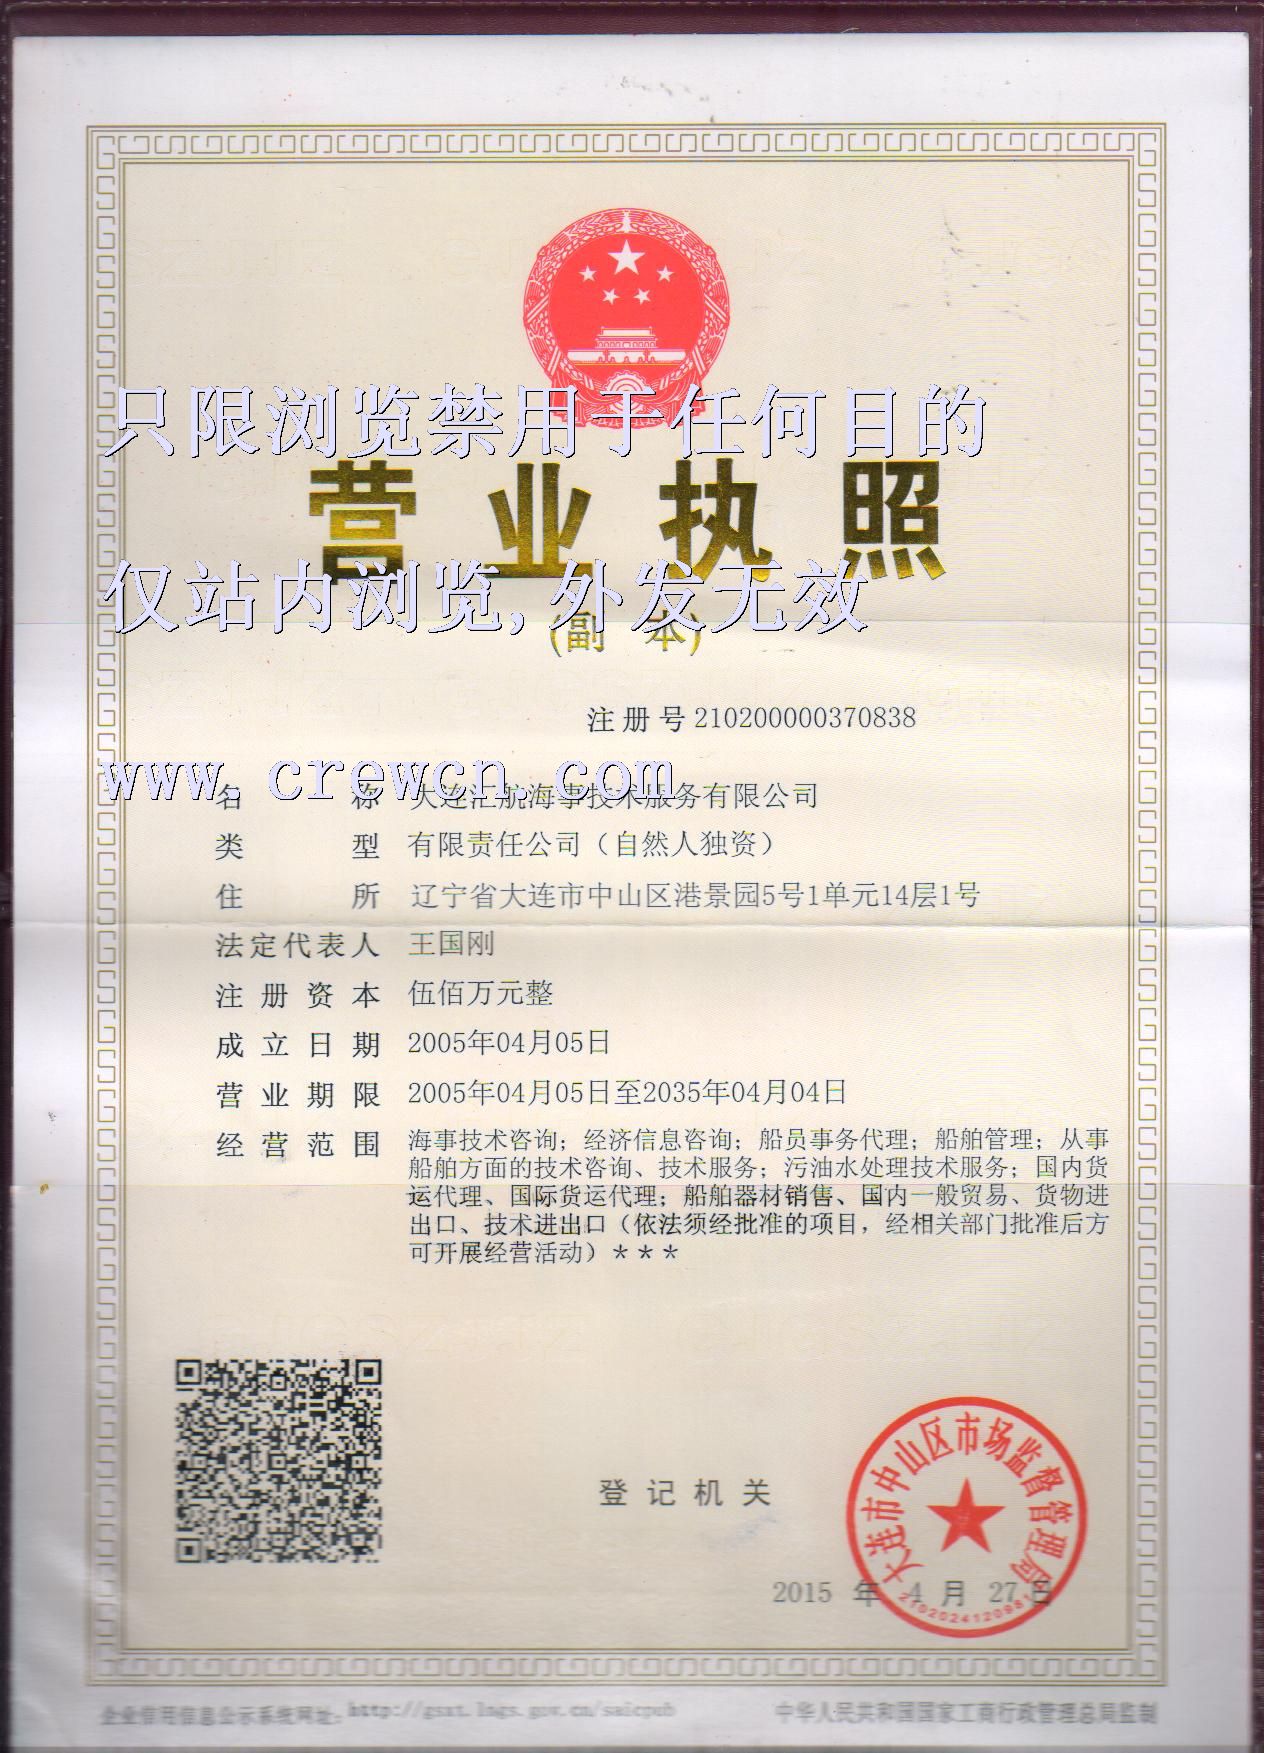 只限浏览禁用于任何目的
营业执照
仅站内浏览,外发无效
(副 本)
注册号 210200000370838
www.crewcn.com
名 称 大连汇航海事技术服务有限公司
类 型 有限责任公司（自然人独资）
住 所 辽宁省大连市中山区港景园5号1单元14层1号
法定代表人 王国刚
注册资本 伍佰万元整
成立日期 2005年04月05日
营业期限 2005年04月05日至2035年04月04日
经营范围 海事技术咨询；经济信息咨询；船员事务代理；船舶管理；从事
船舶方面的技术咨询、技术服务；污油水处理技术服务；国内货
运代理、国际货运代理；船舶器材销售、国内一般贸易、货物进
出口、技术进出口（依法须经批准的项目，经相关部门批准后方
可开展经营活动）＊＊＊
大连市中山区市场监督管理局
登记机关
2015 年 4 月 27 日
企业信用信息公示系统网址: http://gsxt.lngs.gov.cn/saicpub
中华人民共和国国家工商行政管理总局监制